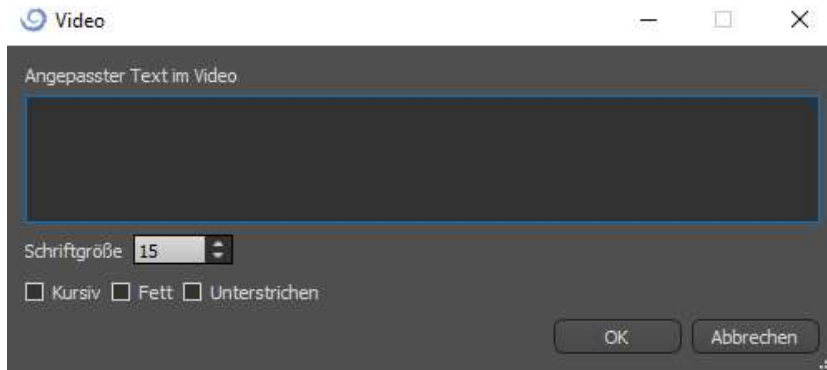 Video
Angepasster Text im Video
Schriftgröße 15
Kursiv Fett Unterstrichen
OK Abbrechen